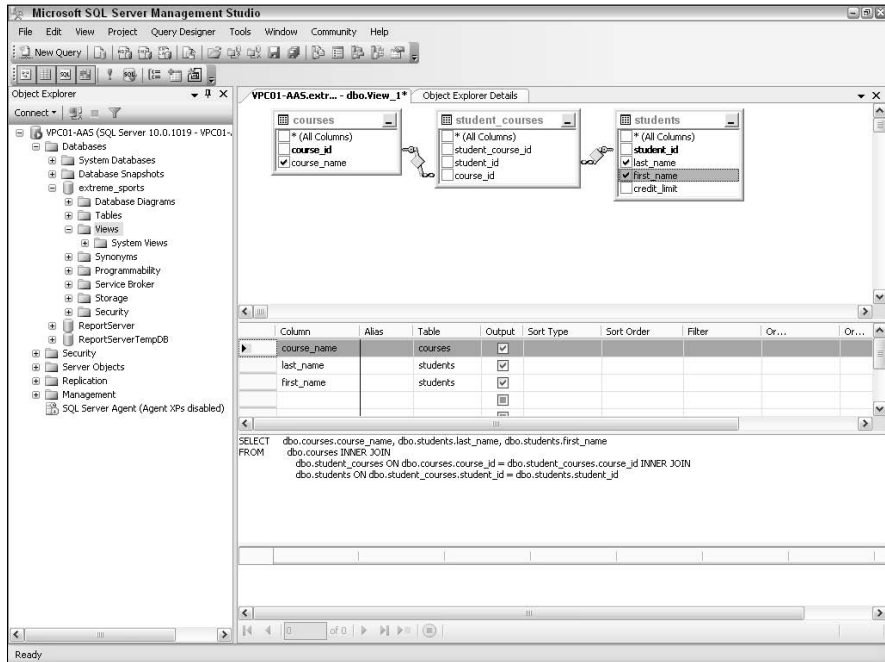 Microsoft SQL Server Management Studio
File Edit View Project Query Designer Tools Window Community Help
New Query
SQL
Object Explorer
VPC01-AAS.extr... - dbo.View_1* Object Explorer Details
Connect
VPC01-AAS (SQL Server 10.0.1019 - VPC01-
Databases
System Databases
Database Snapshots
extreme_sports
Database Diagrams
Tables
Views
System Views
Synonyms
Programmability
Service Broker
Storage
Security
ReportServer
ReportServerTempDB
Security
Server Objects
Replication
Management
SQL Server Agent (Agent XPs disabled)
courses
* (All Columns)
course_id
course_name
student_courses
* (All Columns)
student_course_id
student_id
course_id
students
* (All Columns)
student_id
last_name
first_name
credit_limit
Column Alias Table Output Sort Type Sort Order Filter Or... Or...
course_name courses
last_name students
first_name students
SELECT dbo.courses.course_name, dbo.students.last_name, dbo.students.first_name
FROM dbo.courses INNER JOIN
dbo.student_courses ON dbo.courses.course_id = dbo.student_courses.course_id INNER JOIN
dbo.students ON dbo.student_courses.student_id = dbo.students.student_id
0 of 0
Ready